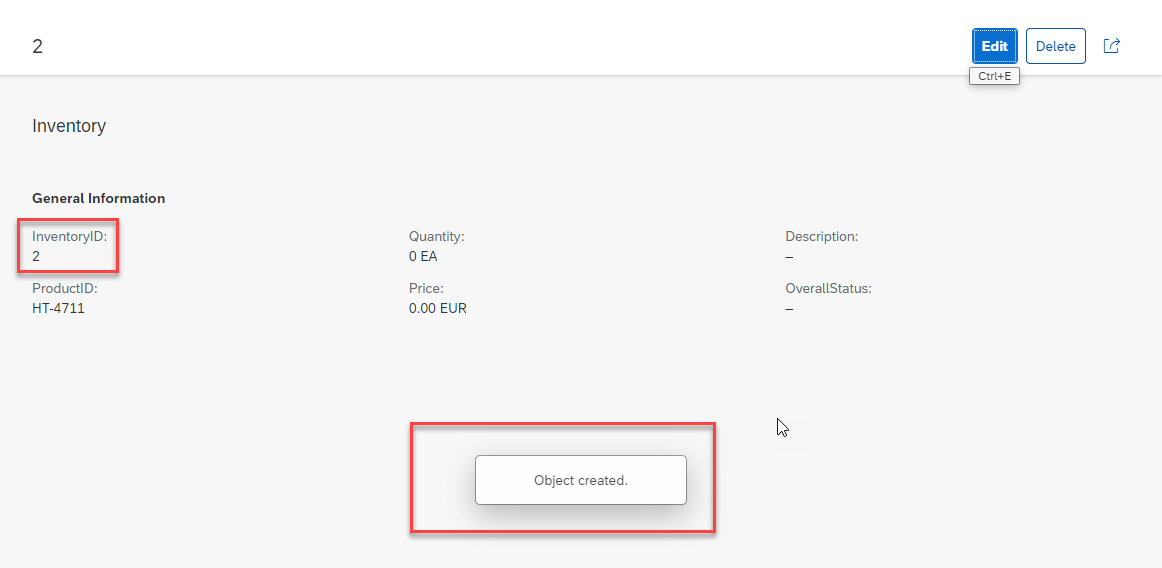 2
Edit
Delete
Ctrl+E
Inventory
General Information
InventoryID:
2
ProductID:
HT-4711
Quantity:
0 EA
Price:
0.00 EUR
Description:
–
OverallStatus:
–
Object created.